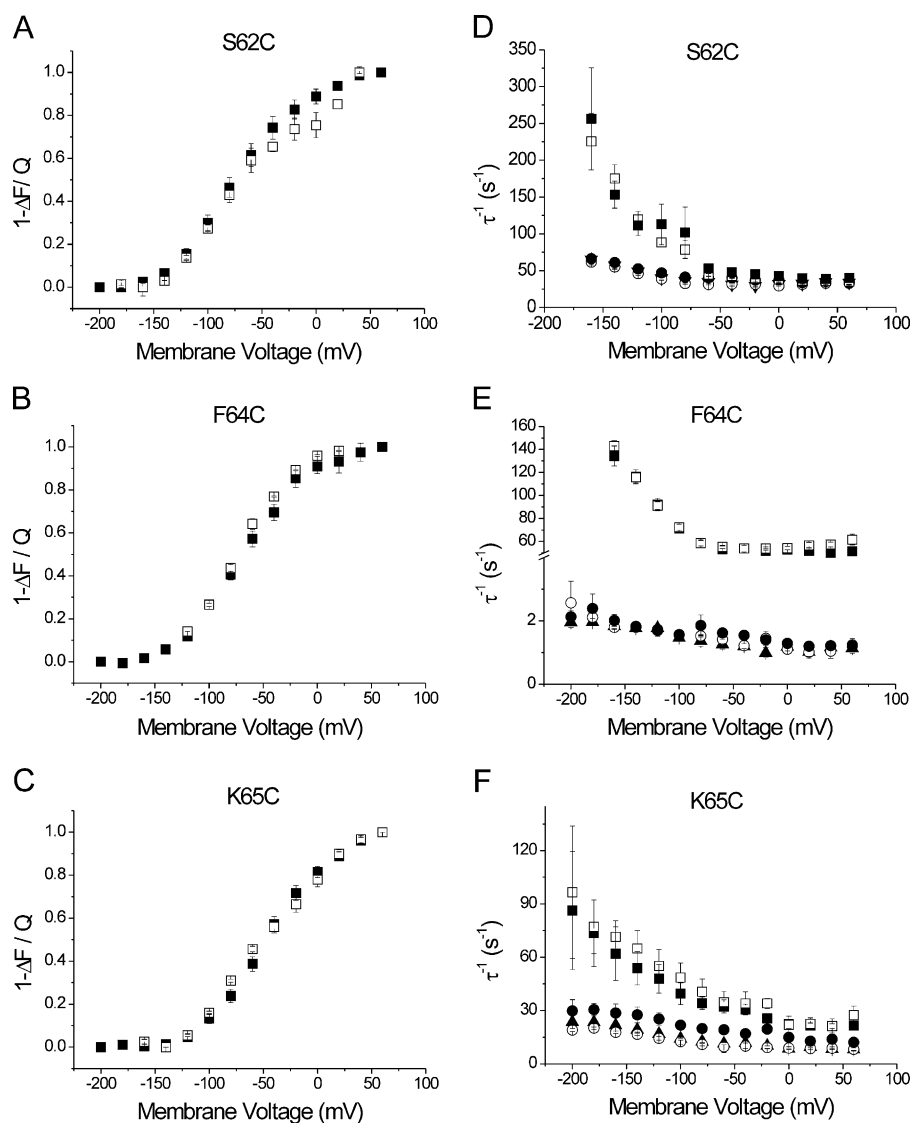 A
S62C
1.0
0.8
0.6
0.4
0.2
0.0
1-ΔF/ Q
-200 -150 -100 -50 0 50 100
Membrane Voltage (mV)
D
S62C
350
300
250
200
150
100
50
0
τ⁻¹ (s⁻¹)
-200 -150 -100 -50 0 50 100
Membrane Voltage (mV)
B
F64C
1.0
0.8
0.6
0.4
0.2
0.0
1-ΔF / Q
-200 -150 -100 -50 0 50 100
Membrane Voltage (mV)
E
F64C
160
140
120
100
80
60
2
0
τ⁻¹ (s⁻¹)
-200 -150 -100 -50 0 50 100
Membrane Voltage (mV)
C
K65C
1.0
0.8
0.6
0.4
0.2
0.0
1-ΔF / Q
-200 -150 -100 -50 0 50 100
Membrane Voltage (mV)
F
K65C
120
90
60
30
0
τ⁻¹ (s⁻¹)
-200 -150 -100 -50 0 50 100
Membrane Voltage (mV)